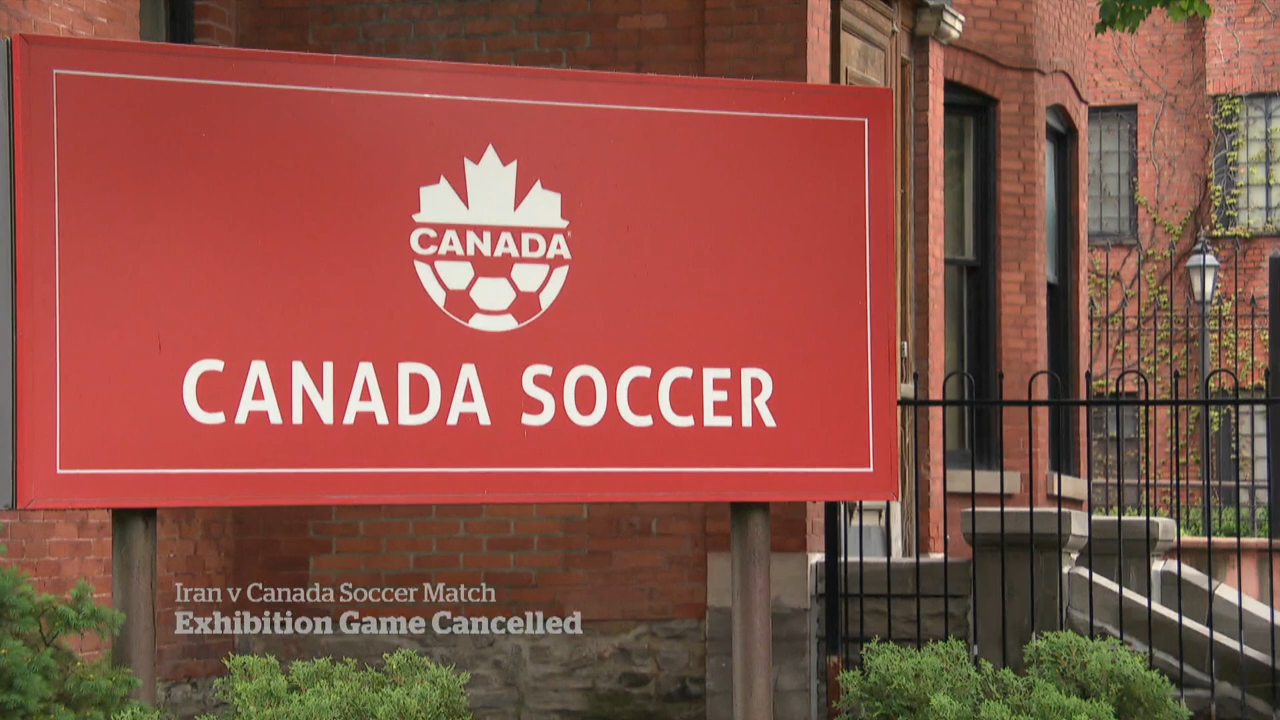 CANADA
CANADA SOCCER
Iran v Canada Soccer Match
Exhibition Game Cancelled